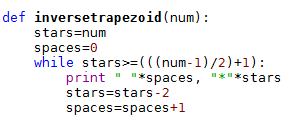 def inversetrapezoid(num):
    stars=num
    spaces=0
    while stars>=(((num-1)/2)+1):
        print " "*spaces, "*"*stars
        stars=stars-2
        spaces=spaces+1